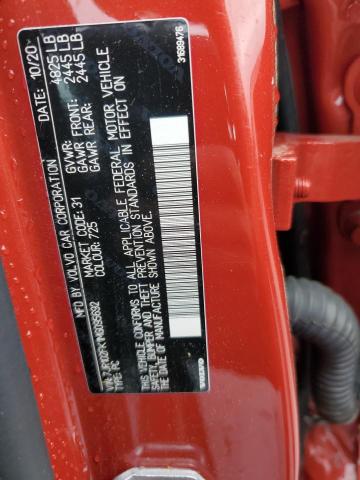 MFD BY VOLVO CAR CORPORATION 10/20
GVWR: 4825 LB
MARKET CODE: 31 GAWR FRONT: 2445 LB
COLOUR: 725 GAWR REAR: 2445 LB
THIS VEHICLE CONFORMS TO ALL APPLICABLE FEDERAL MOTOR VEHICLE
SAFETY, BUMPER AND THEFT PREVENTION STANDARDS IN EFFECT ON
THE DATE OF MANUFACTURE SHOWN ABOVE.
TYPE: PC
VOLVO 31689476